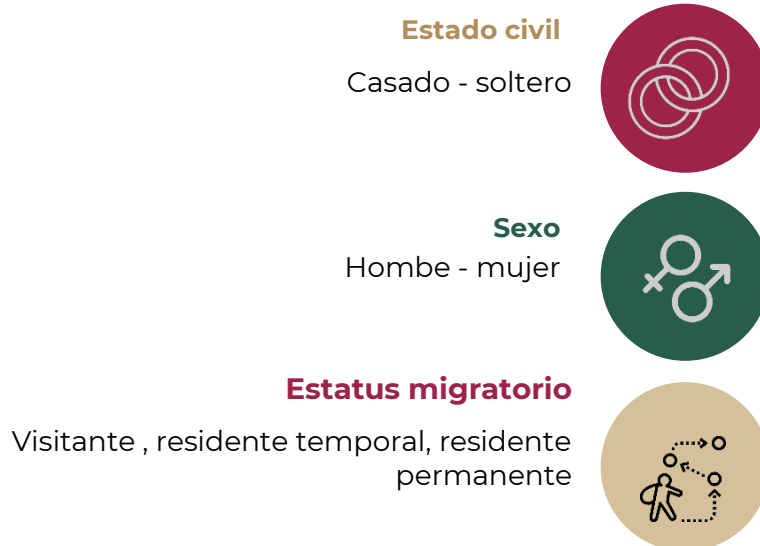 Estado civil
Casado - soltero
Sexo
Hombe - mujer
Estatus migratorio
Visitante , residente temporal, residente
permanente